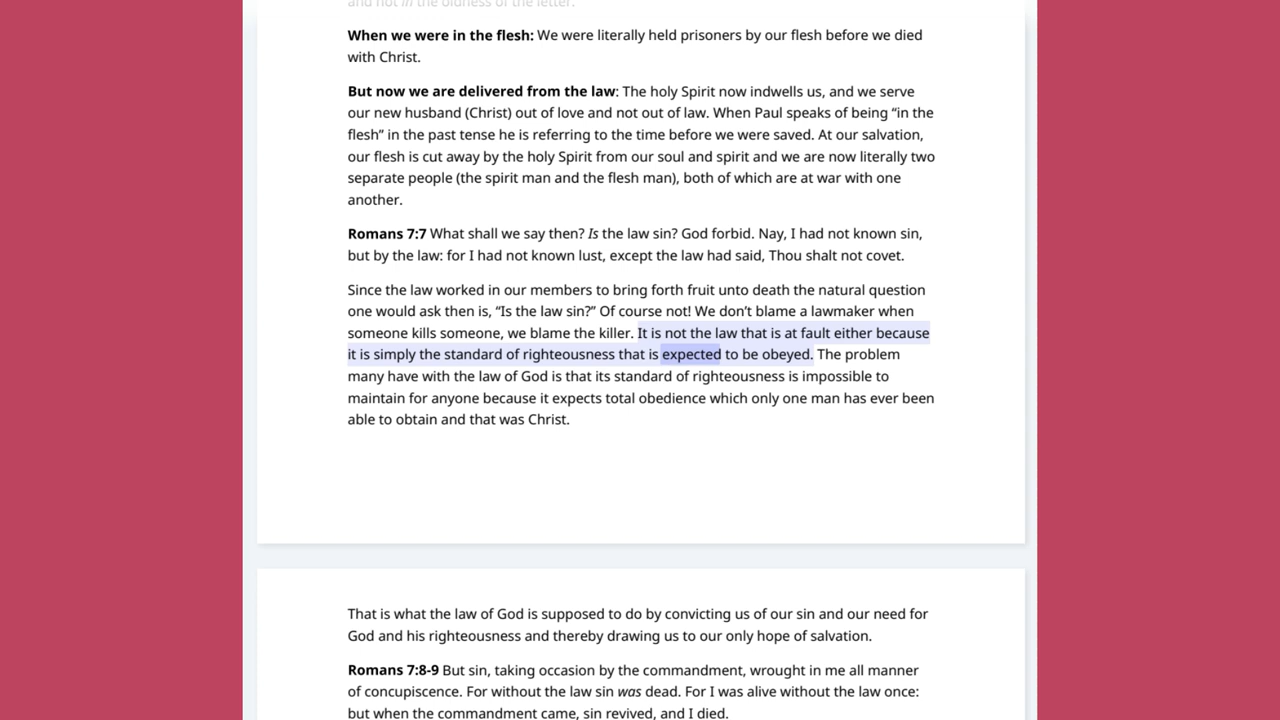 and not in the oldness of the letter.
When we were in the flesh: We were literally held prisoners by our flesh before we died
with Christ.
But now we are delivered from the law: The holy Spirit now indwells us, and we serve
our new husband (Christ) out of love and not out of law. When Paul speaks of being “in the
flesh” in the past tense he is referring to the time before we were saved. At our salvation,
our flesh is cut away by the holy Spirit from our soul and spirit and we are now literally two
separate people (the spirit man and the flesh man), both of which are at war with one
another.
Romans 7:7 What shall we say then? Is the law sin? God forbid. Nay, I had not known sin,
but by the law: for I had not known lust, except the law had said, Thou shalt not covet.
Since the law worked in our members to bring forth fruit unto death the natural question
one would ask then is, “Is the law sin?” Of course not! We don’t blame a lawmaker when
someone kills someone, we blame the killer. It is not the law that is at fault either because
it is simply the standard of righteousness that is expected to be obeyed. The problem
many have with the law of God is that its standard of righteousness is impossible to
maintain for anyone because it expects total obedience which only one man has ever been
able to obtain and that was Christ.
That is what the law of God is supposed to do by convicting us of our sin and our need for
God and his righteousness and thereby drawing us to our only hope of salvation.
Romans 7:8-9 But sin, taking occasion by the commandment, wrought in me all manner
of concupiscence. For without the law sin was dead. For I was alive without the law once:
but when the commandment came, sin revived, and I died.